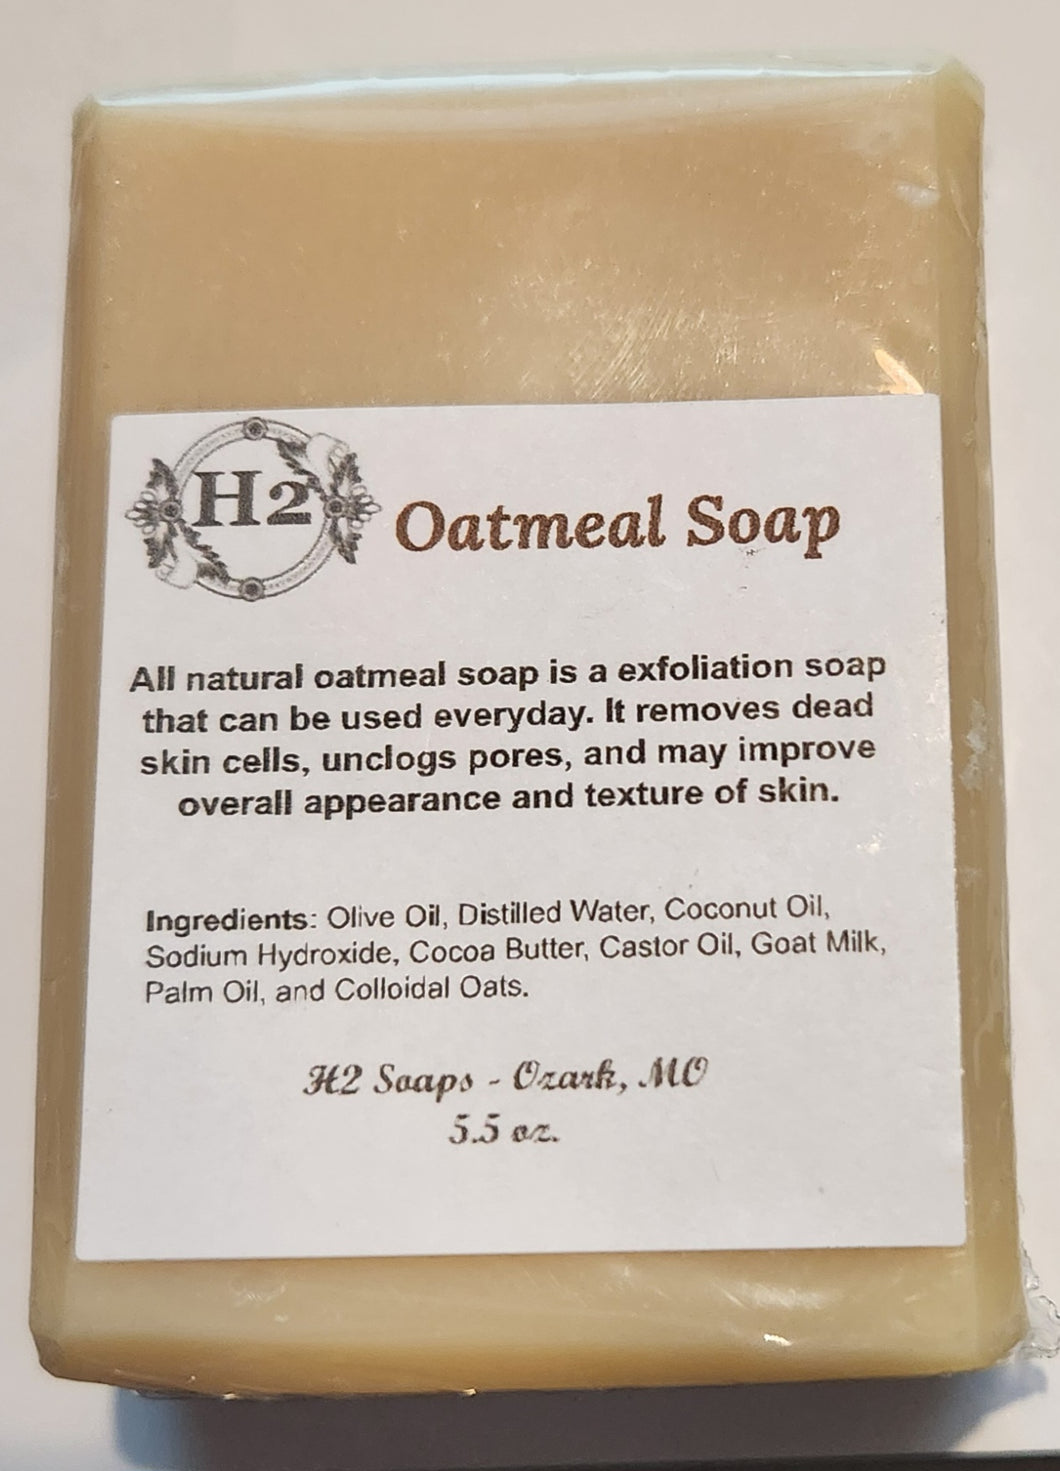 H2
Oatmeal Soap
All natural oatmeal soap is a exfoliation soap
that can be used everyday. It removes dead
skin cells, unclogs pores, and may improve
overall appearance and texture of skin.
Ingredients: Olive Oil, Distilled Water, Coconut Oil,
Sodium Hydroxide, Cocoa Butter, Castor Oil, Goat Milk,
Palm Oil, and Colloidal Oats.
H2 Soaps - Ozark, MO
5.5 oz.